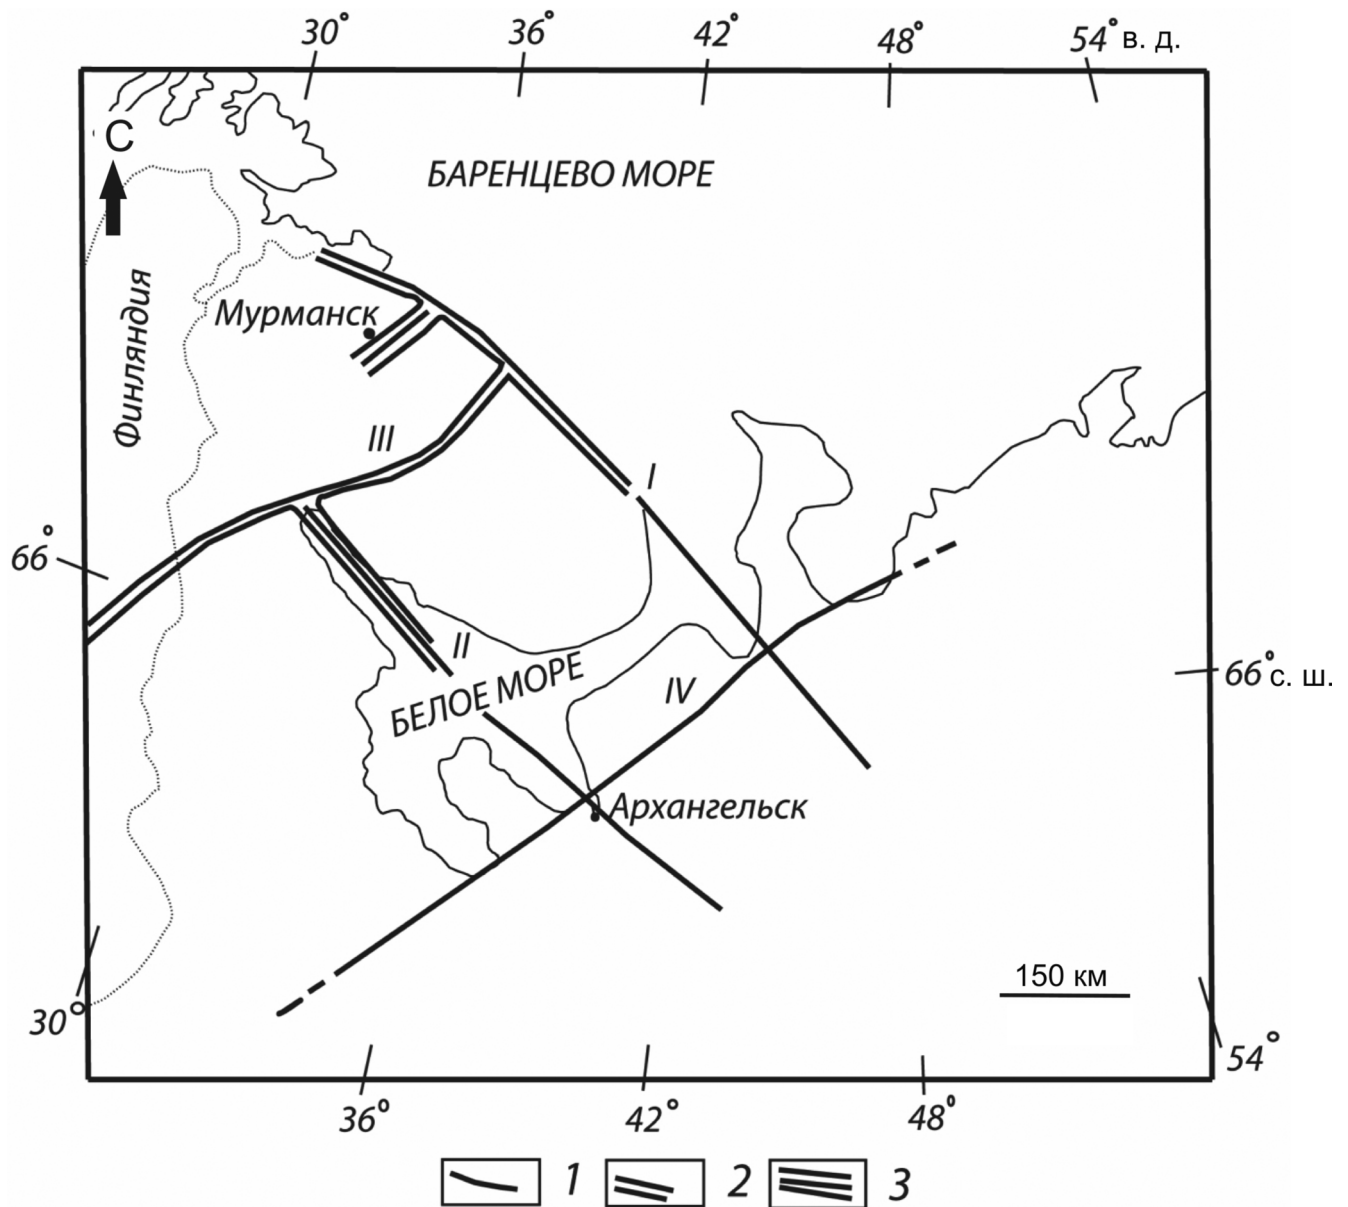 30° 36° 42° 48° 54° в. д.
С
БАРЕНЦЕВО МОРЕ
Финляндия
Мурманск
III
I
66°
II
БЕЛОЕ МОРЕ
IV
66° с. ш.
Архангельск
150 км
30°
54°
36° 42° 48°
1 2 3